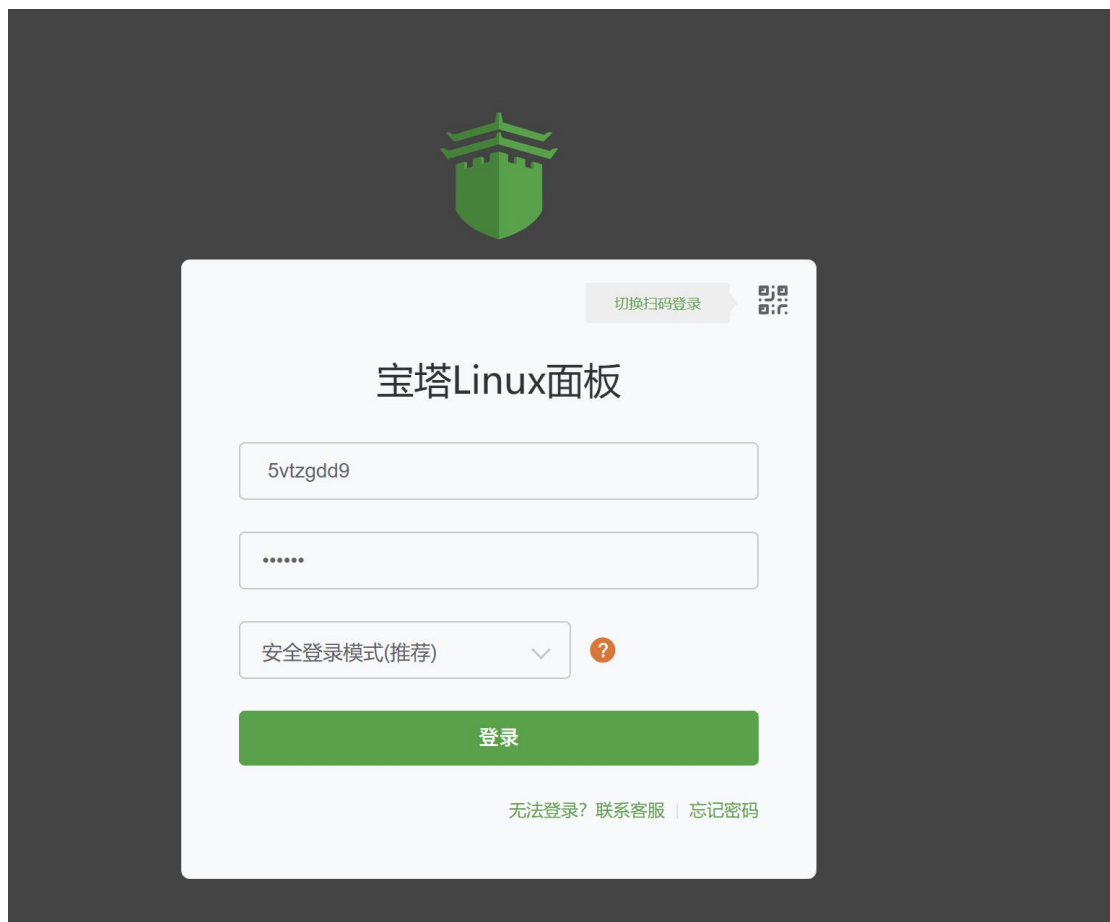 切换扫码登录
宝塔Linux面板
5vtzgdd9
••••••
安全登录模式(推荐)
?
登录
无法登录？联系客服 | 忘记密码